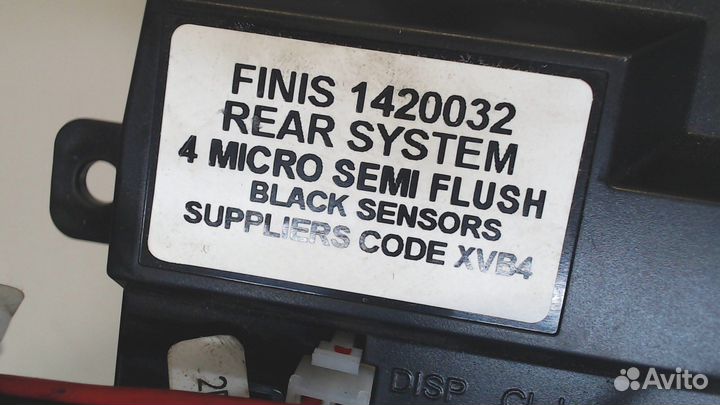 FINIS 1420032
REAR SYSTEM
4 MICRO SEMI FLUSH
BLACK SENSORS
SUPPLIERS CODE XVB4
DISP
Avito